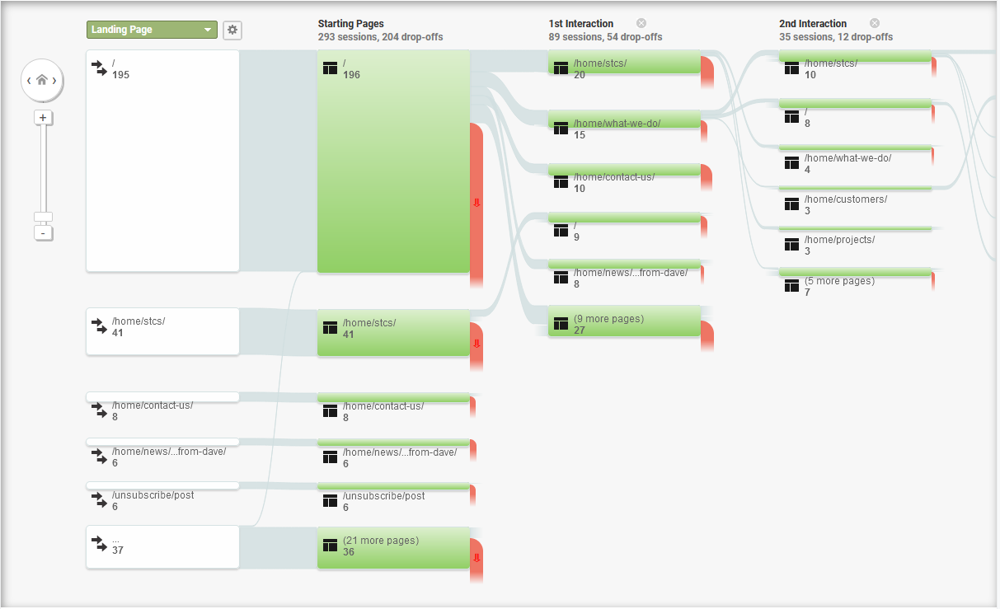 Landing Page
Starting Pages
293 sessions, 204 drop-offs
1st Interaction
89 sessions, 54 drop-offs
2nd Interaction
35 sessions, 12 drop-offs
+
-
/
195
/home/stcs/
41
/home/contact-us/
8
/home/news/...from-dave/
6
/unsubscribe/post
6
...
37
/
196
/home/stcs/
41
/home/contact-us/
8
/home/news/...from-dave/
6
/unsubscribe/post
6
(21 more pages)
36
/home/stcs/
20
/home/what-we-do/
15
/home/contact-us/
10
/
9
/home/news/...from-dave/
8
(9 more pages)
27
/home/stcs/
10
/
8
/home/what-we-do/
4
/home/customers/
3
/home/projects/
3
(5 more pages)
7